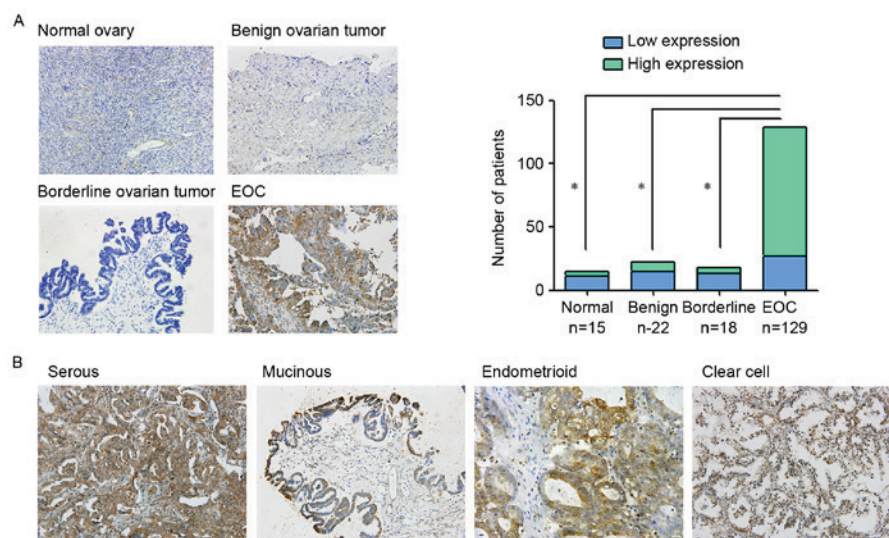 A
Normal ovary
Benign ovarian tumor
Borderline ovarian tumor
EOC
Low expression
High expression
Number of patients
150
100
50
0
*
*
*
Normal
Benign
Borderline
EOC
n=15
n-22
n=18
n=129
B
Serous
Mucinous
Endometrioid
Clear cell